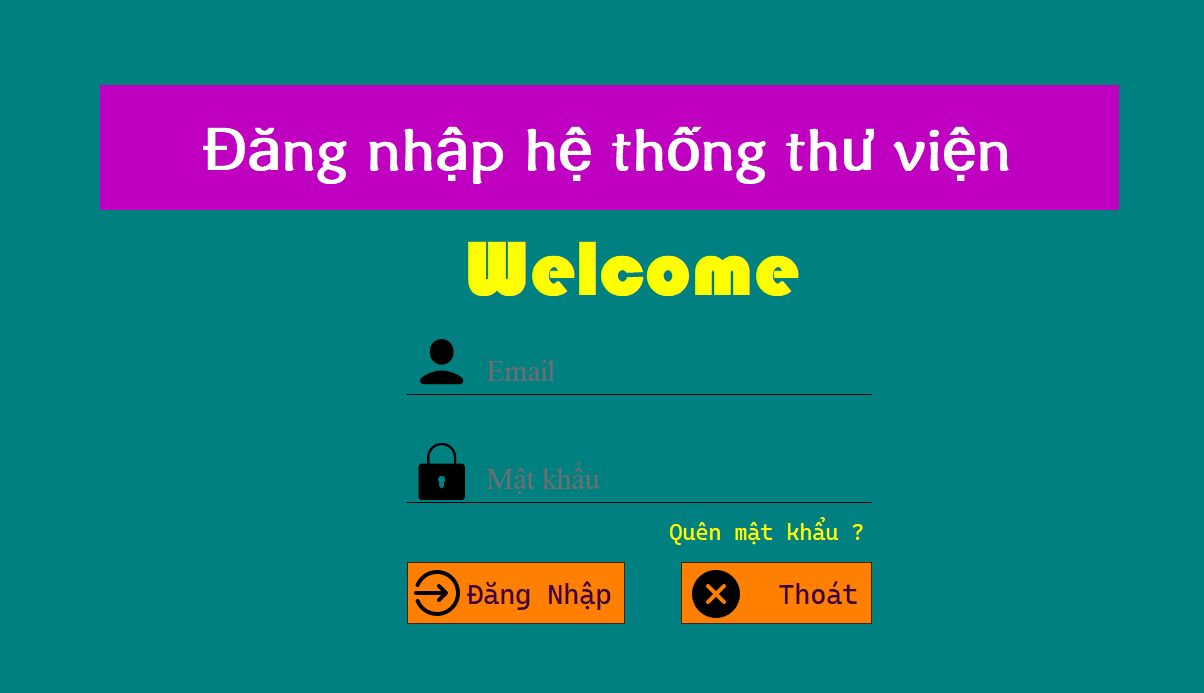 Đăng nhập hệ thống thư viện
Welcome
Email
Mật khẩu
Quên mật khẩu ?
Đăng Nhập
Thoát